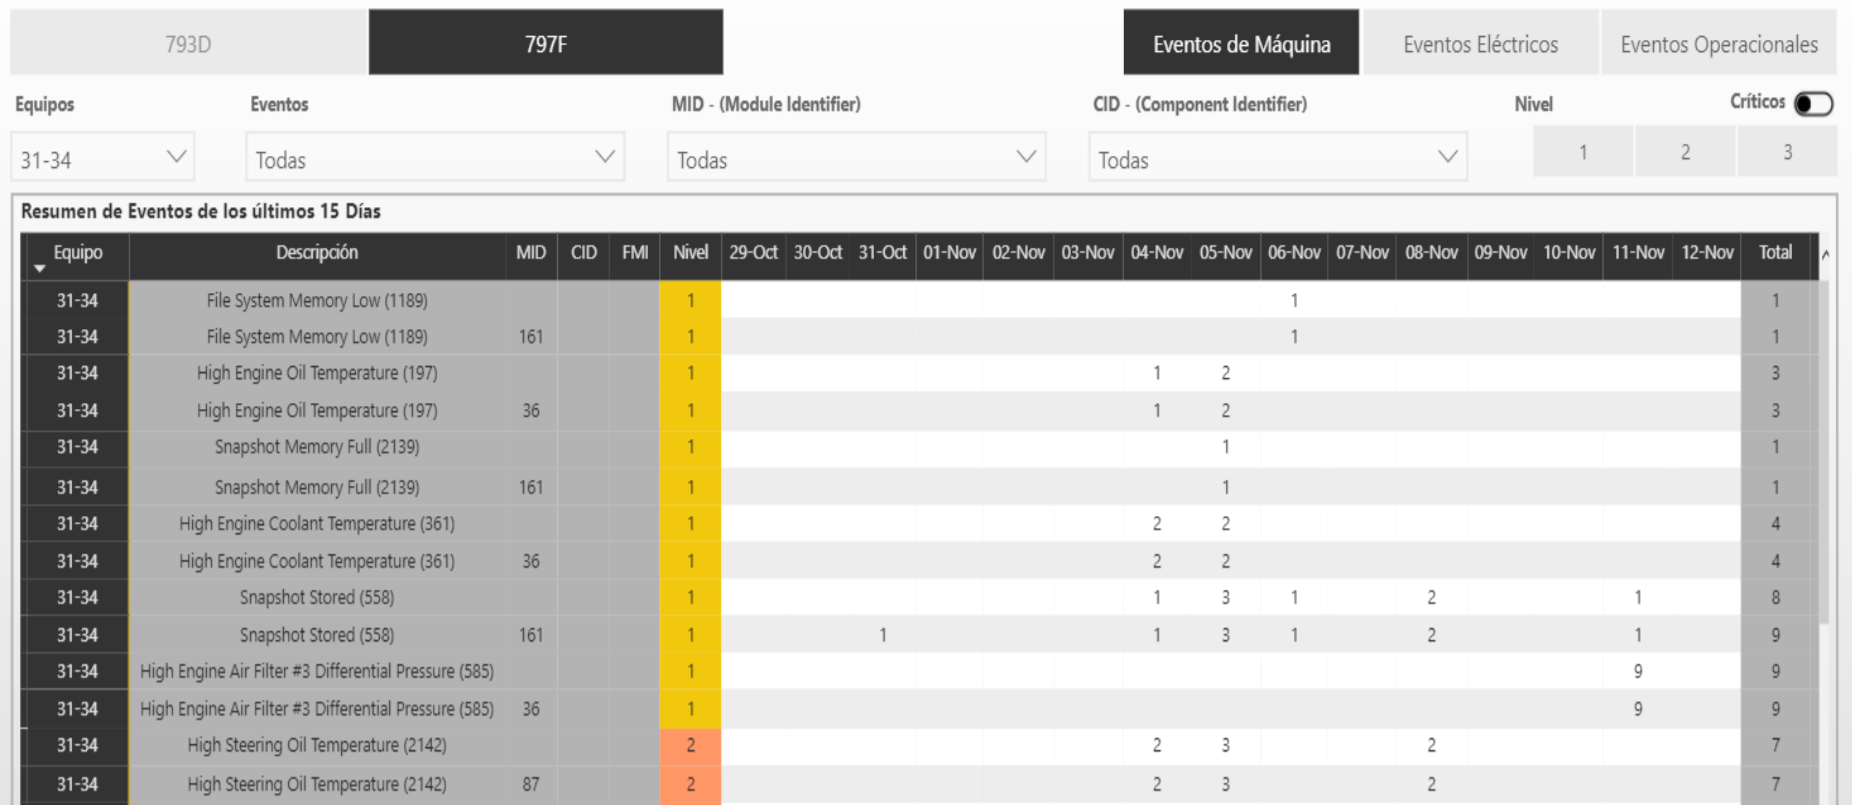 793D 797F Eventos de Máquina Eventos Eléctricos Eventos Operacionales
Equipos Eventos MID - (Module Identifier) CID - (Component Identifier) Nivel Críticos
31-34 Todas Todas Todas 1 2 3
Resumen de Eventos de los últimos 15 Días
Equipo Descripción MID CID FMI Nivel 29-Oct 30-Oct 31-Oct 01-Nov 02-Nov 03-Nov 04-Nov 05-Nov 06-Nov 07-Nov 08-Nov 09-Nov 10-Nov 11-Nov 12-Nov Total
31-34 File System Memory Low (1189) 1 1 1
31-34 File System Memory Low (1189) 161 1 1 1
31-34 High Engine Oil Temperature (197) 1 1 2 3
31-34 High Engine Oil Temperature (197) 36 1 1 2 3
31-34 Snapshot Memory Full (2139) 1 1 1
31-34 Snapshot Memory Full (2139) 161 1 1 1
31-34 High Engine Coolant Temperature (361) 1 2 2 4
31-34 High Engine Coolant Temperature (361) 36 1 2 2 4
31-34 Snapshot Stored (558) 1 1 3 1 2 1 8
31-34 Snapshot Stored (558) 161 1 1 1 3 1 2 1 9
31-34 High Engine Air Filter #3 Differential Pressure (585) 1 9 9
31-34 High Engine Air Filter #3 Differential Pressure (585) 36 1 9 9
31-34 High Steering Oil Temperature (2142) 2 2 3 2 7
31-34 High Steering Oil Temperature (2142) 87 2 2 3 2 7